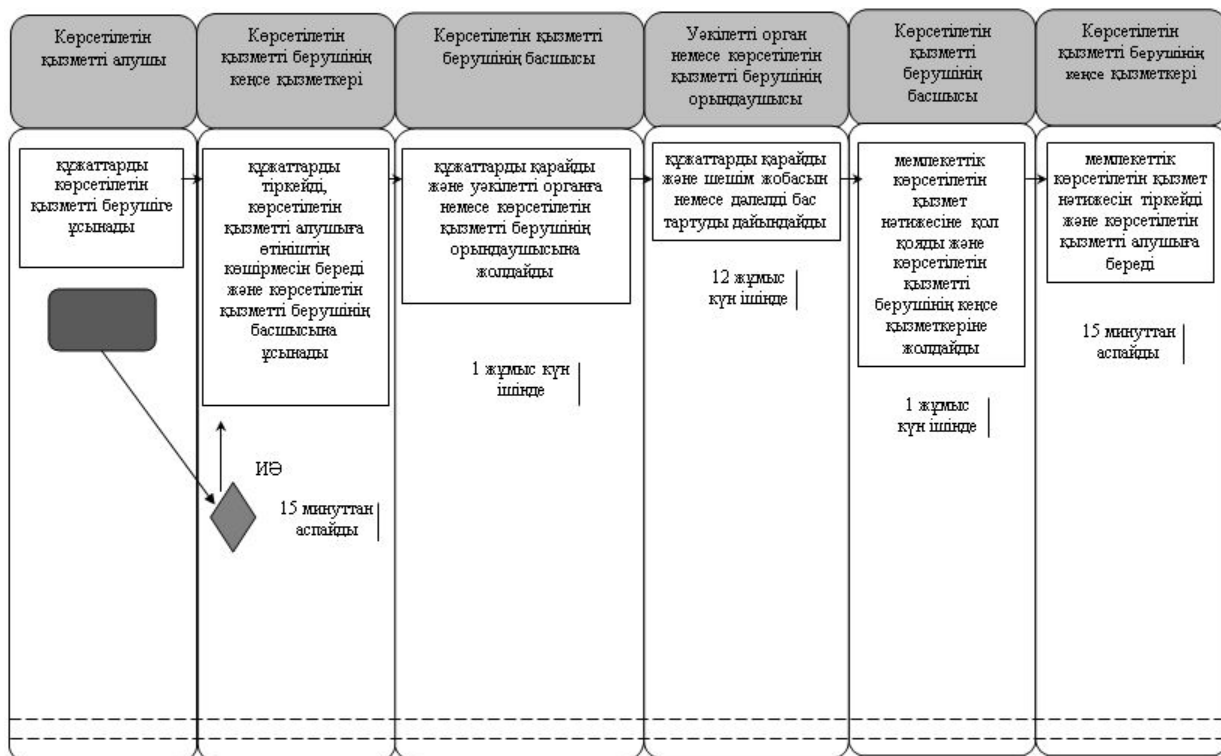 Көрсетілетін
қызметті алушы
Көрсетілетін
қызметті берушінің
кеңсе қызметкері
Көрсетілетін қызметті
берушінің басшысы
Уәкілетті орган
немесе көрсетілетін
қызметті берушінің
орындаушысы
Көрсетілетін
қызметті
берушінің
басшысы
Көрсетілетін
қызметті берушінің
кеңсе қызметкері
құжаттарды
көрсетілетін
қызметті берушіге
ұсынады
құжаттарды
тіркейді,
көрсетілетін
қызметті алушыға
өтініштің
көшірмесін береді
және көрсетілетін
қызметті берушінің
басшысына
ұсынады
ИӘ
15 минуттан
аспайды
құжаттарды қарайды
және уәкілетті органға
немесе көрсетілетін
қызметті берушінің
орындаушысына
жолдайды
1 жұмыс күн
ішінде
құжаттарды қарайды
және шешім жобасын
немесе дәлелді бас
тартуды дайындайды
12 жұмыс
күн ішінде
мемлекеттік
көрсетілетін
қызмет
нәтижесіне қол
қояды және
көрсетілетін
қызметті
берушінің кеңсе
қызметкеріне
жолдайды
1 жұмыс
күн ішінде
мемлекеттік
көрсетілетін қызмет
нәтижесін тіркейді
және көрсетілетін
қызметті алушыға
береді
15 минуттан
аспайды